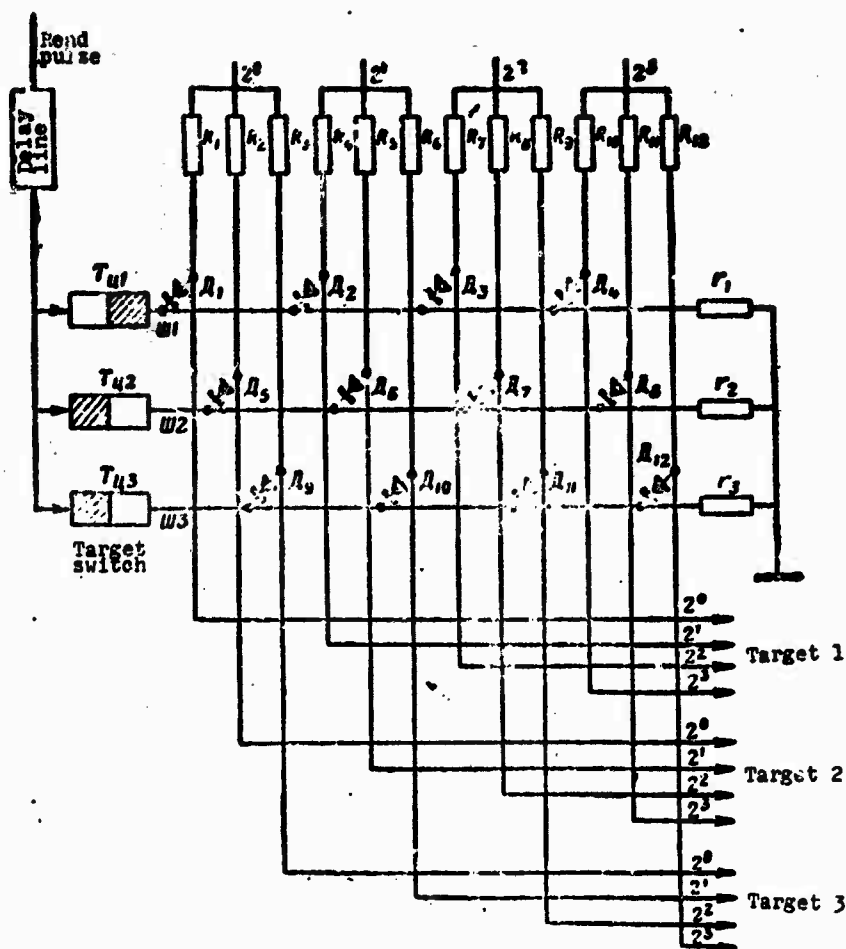 Read
pulse
Delay
line
2⁰ 2¹ 2² 2³
R₁ R₂ R₃ R₄ R₅ R₆ R₇ R₈ R₉ R₁₀ R₁₁ R₁₂
Тц1
Ш1
Д₁ Д₂ Д₃ Д₄
r₁
Тц2
Ш2
Д₅ Д₆ Д₇ Д₈
r₂
Тц3
Ш3
Д₉ Д₁₀ Д₁₁ Д₁₂
r₃
Target
switch
2⁰
2¹
2²
2³
Target 1
2⁰
2¹
2²
2³
Target 2
2⁰
2¹
2²
2³
Target 3